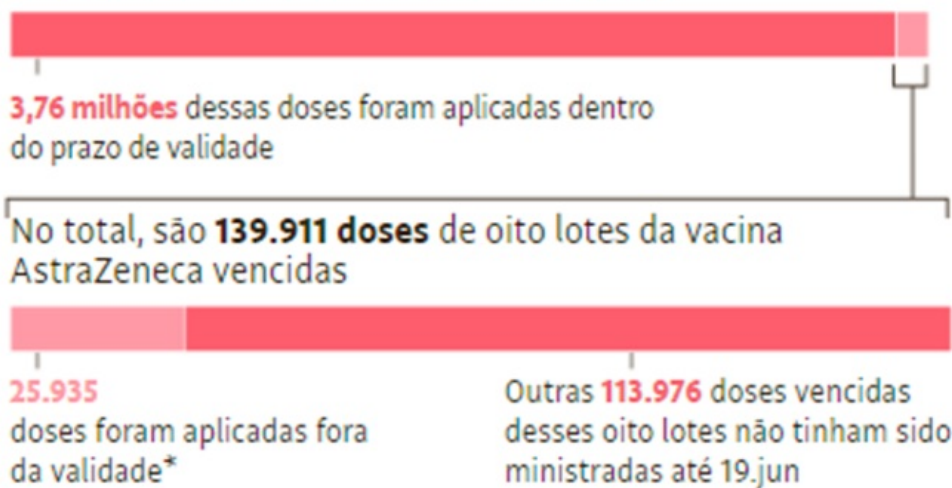 3,76 milhões dessas doses foram aplicadas dentro
do prazo de validade
No total, são 139.911 doses de oito lotes da vacina
AstraZeneca vencidas
25.935
doses foram aplicadas fora
da validade*
Outras 113.976 doses vencidas
desses oito lotes não tinham sido
ministradas até 19.jun